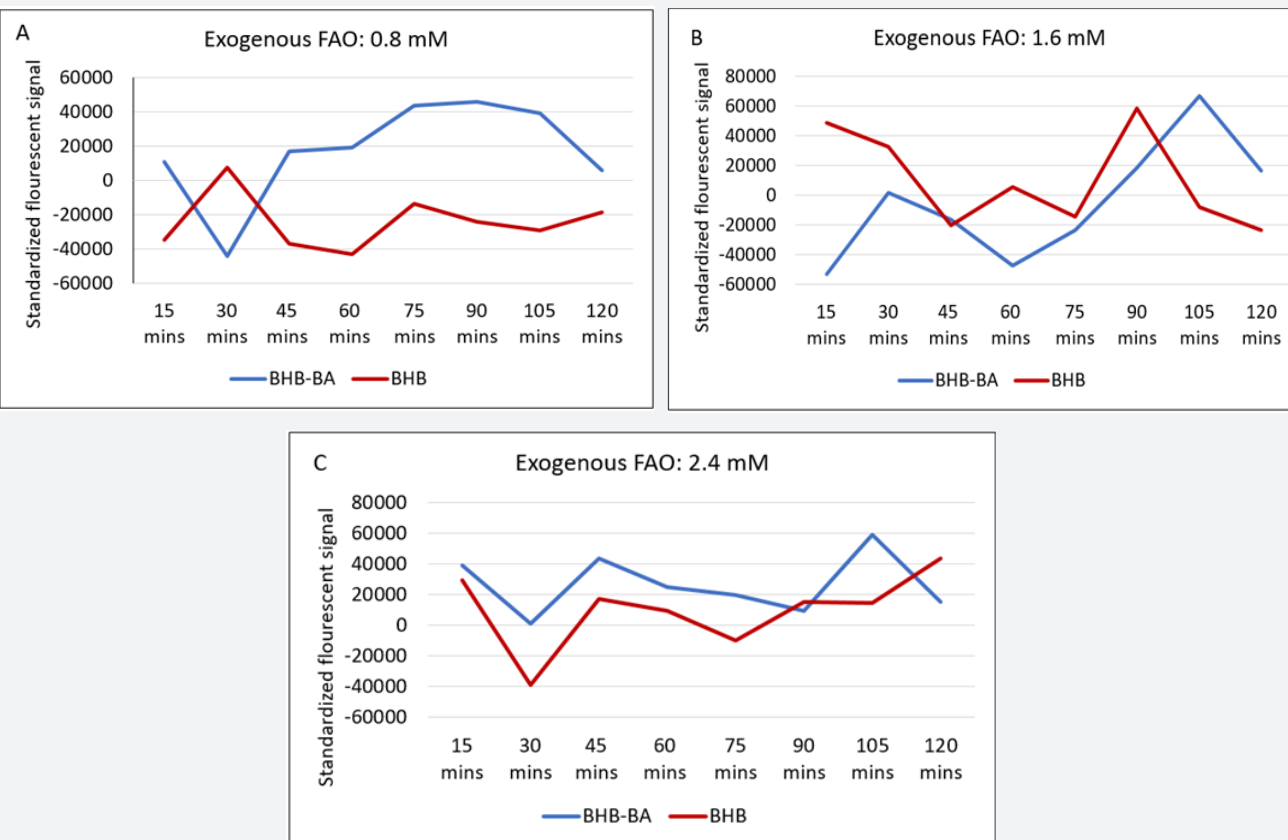 A
Exogenous FAO: 0.8 mM
Standardized flourescent signal
60000
40000
20000
0
-20000
-40000
-60000
15 30 45 60 75 90 105 120
mins mins mins mins mins mins mins mins
BHB-BA BHB
B
Exogenous FAO: 1.6 mM
Standardized flourescent signal
80000
60000
40000
20000
0
-20000
-40000
-60000
15 30 45 60 75 90 105 120
mins mins mins mins mins mins mins mins
BHB-BA BHB
C
Exogenous FAO: 2.4 mM
Standardized flourescent signal
80000
60000
40000
20000
0
-20000
-40000
-60000
15 30 45 60 75 90 105 120
mins mins mins mins mins mins mins mins
BHB-BA BHB